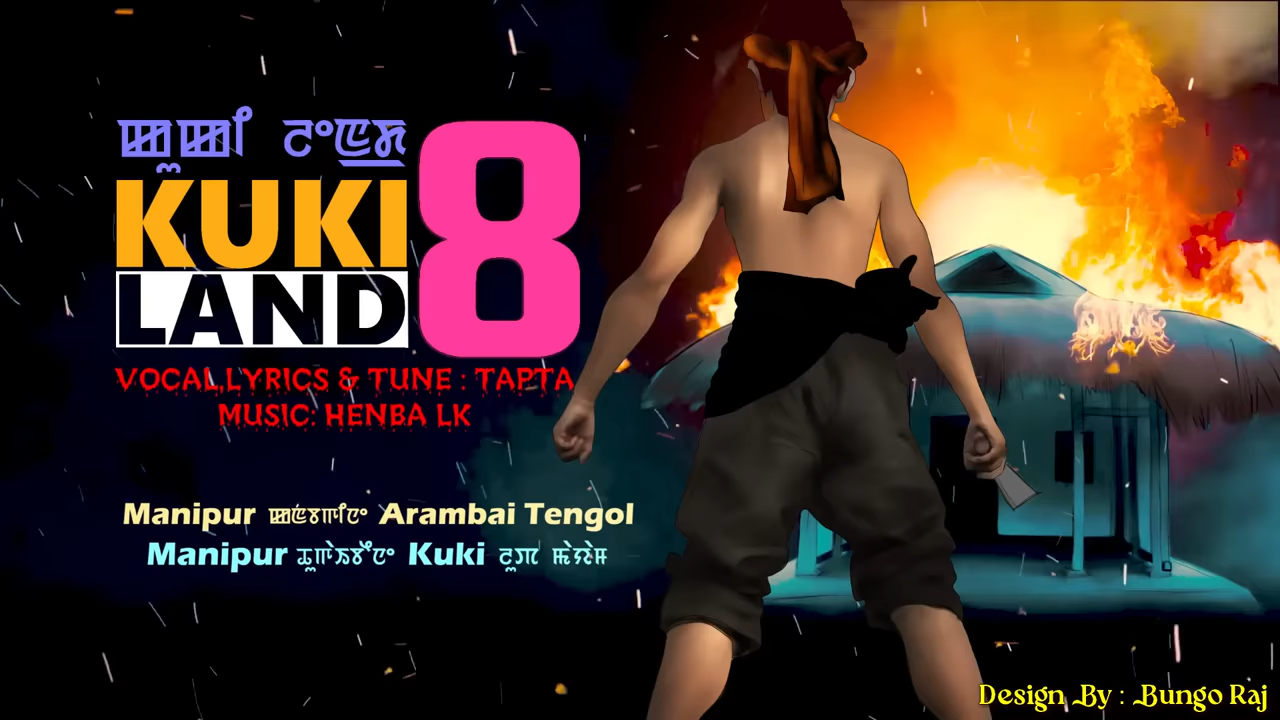 ꯀꯨꯀꯤ
KUKI
LAND
8
VOCAL,LYRICS & TUNE : TAPTA
MUSIC: HENBA LK
Manipur Arambai Tengol
Manipur Kuki
Design By : Bungo Raj